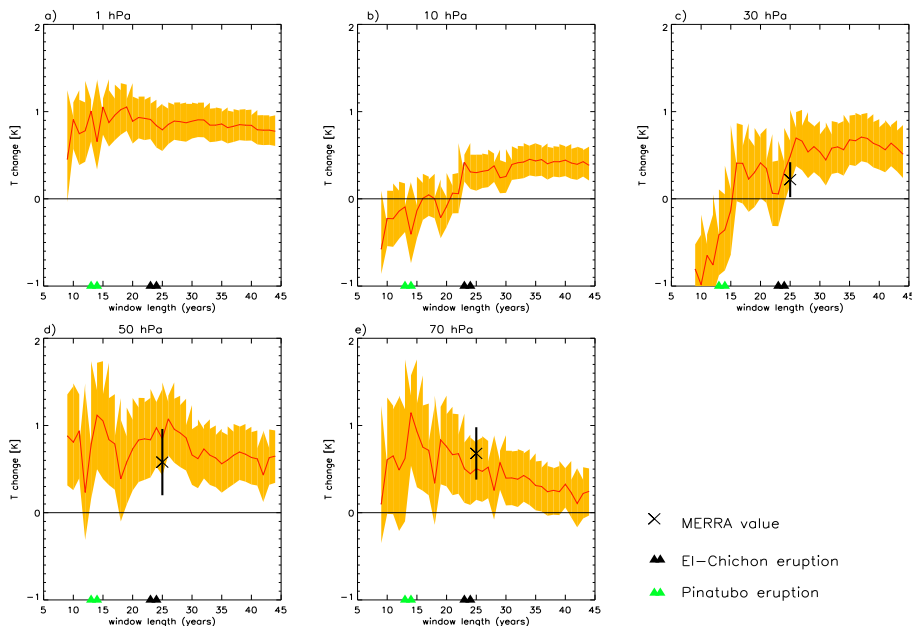 a) 1 hPa
b) 10 hPa
c) 30 hPa
T change [K]
2
1
0
−1
5 10 15 20 25 30 35 40 45
window length (years)
T change [K]
2
1
0
−1
5 10 15 20 25 30 35 40 45
window length (years)
T change [K]
2
1
0
−1
5 10 15 20 25 30 35 40 45
window length (years)
d) 50 hPa
e) 70 hPa
T change [K]
2
1
0
−1
5 10 15 20 25 30 35 40 45
window length (years)
T change [K]
2
1
0
−1
5 10 15 20 25 30 35 40 45
window length (years)
MERRA value
El−Chichon eruption
Pinatubo eruption